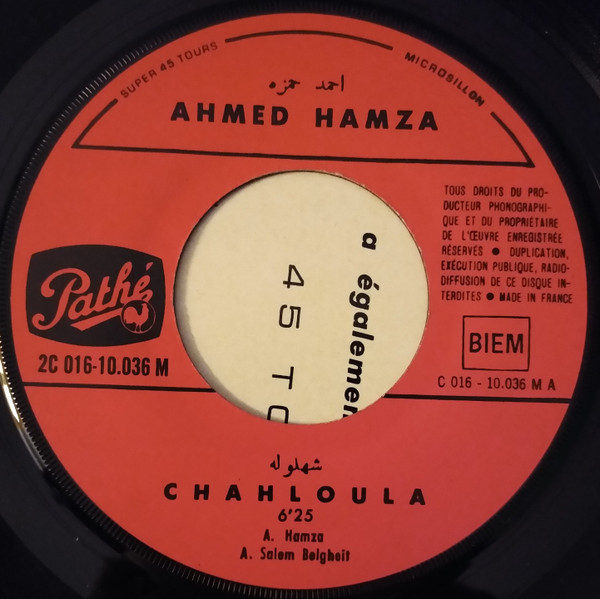 SUPER 45 TOURS
MICROSILLON
احمد حمزه
AHMED HAMZA
TOUS DROITS DU PRO-
DUCTEUR PHONOGRAPHI-
QUE ET DU PROPRIÉTAIRE
DE L'ŒUVRE ENREGISTRÉE
RÉSERVÉS ● DUPLICATION,
EXÉCUTION PUBLIQUE, RADIO-
DIFFUSION DE CE DISQUE IN-
TERDITES ● MADE IN FRANCE
Pathé
2C 016-10.036 M
BIEM
C 016 - 10.036 M A
a égalemen
45 TO
شهلوله
CHAHLOULA
6'25
A. Hamza
A. Salem Belgheit